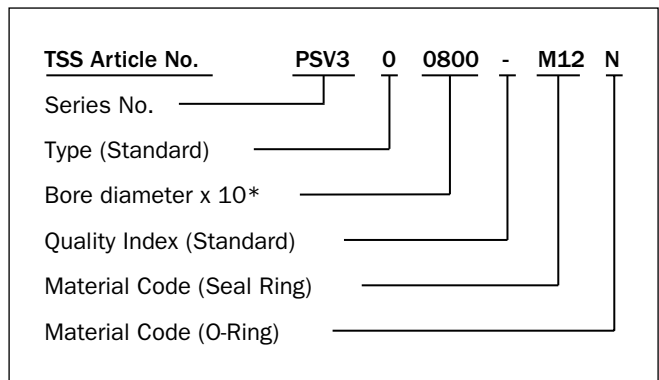 TSS Article No. PSV3 0 0800 - M12 N
Series No.
Type (Standard)
Bore diameter x 10*
Quality Index (Standard)
Material Code (Seal Ring)
Material Code (O-Ring)